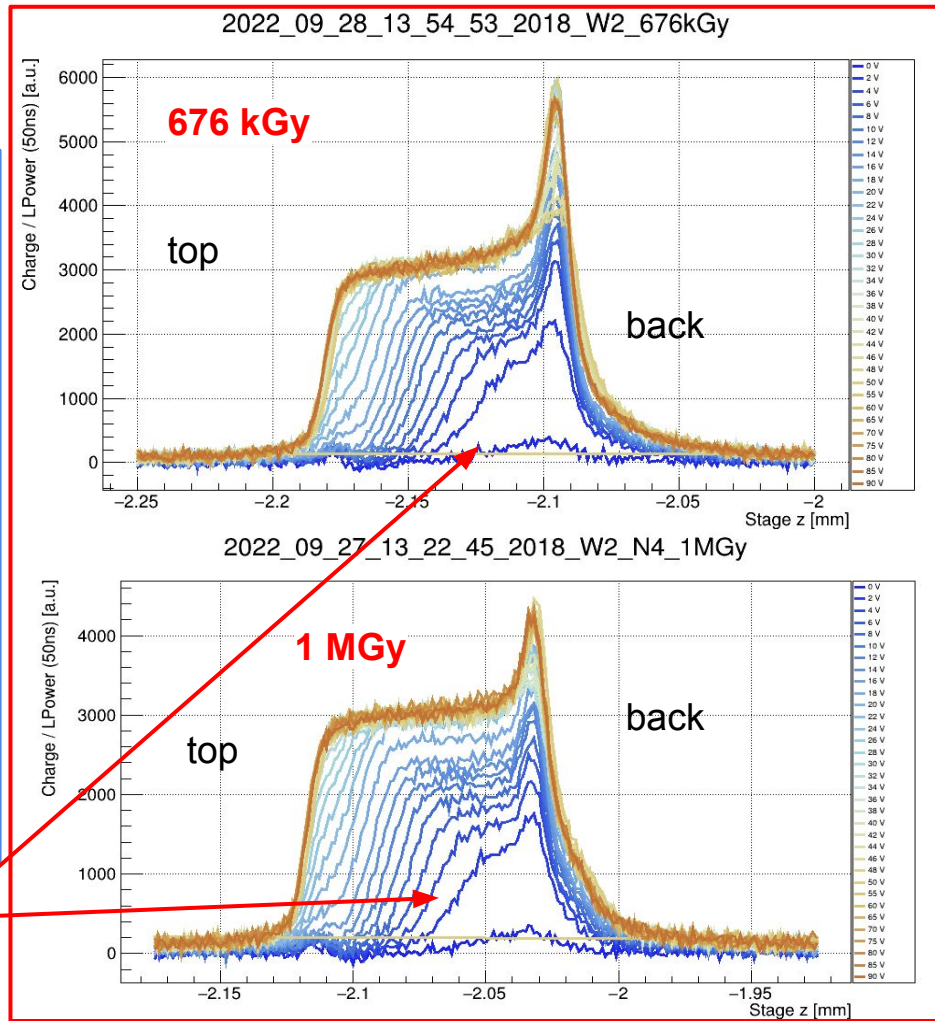 2022_09_28_13_54_53_2018_W2_676kGy
Charge / LPower (50ns) [a.u.]
6000
5000
4000
3000
2000
1000
0
676 kGy
top
back
−2.25
−2.2
−2.15
−2.1
−2.05
−2
Stage z [mm]
0 V
2 V
4 V
6 V
8 V
10 V
12 V
14 V
16 V
18 V
20 V
22 V
24 V
26 V
28 V
30 V
32 V
34 V
36 V
38 V
40 V
42 V
44 V
46 V
48 V
50 V
55 V
60 V
65 V
70 V
75 V
80 V
85 V
90 V
2022_09_27_13_22_45_2018_W2_N4_1MGy
Charge / LPower (50ns) [a.u.]
4000
3000
2000
1000
0
1 MGy
top
back
−2.15
−2.1
−2.05
−2
−1.95
Stage z [mm]
0 V
2 V
4 V
6 V
8 V
10 V
12 V
14 V
16 V
18 V
20 V
22 V
24 V
26 V
28 V
30 V
32 V
34 V
36 V
38 V
40 V
42 V
44 V
46 V
48 V
50 V
55 V
60 V
65 V
70 V
75 V
80 V
85 V
90 V